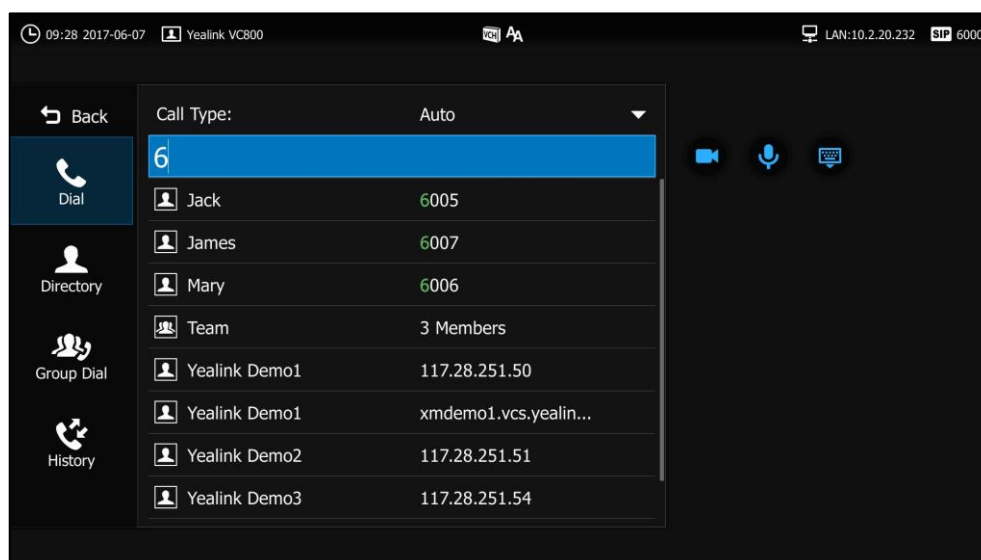 09:28 2017-06-07 Yealink VC800 VCH AA LAN:10.2.20.232 SIP 6000
Back
Call Type: Auto
6
Dial
Jack 6005
James 6007
Directory
Mary 6006
Team 3 Members
Group Dial
Yealink Demo1 117.28.251.50
Yealink Demo1 xmdemo1.vcs.yealin...
History
Yealink Demo2 117.28.251.51
Yealink Demo3 117.28.251.54